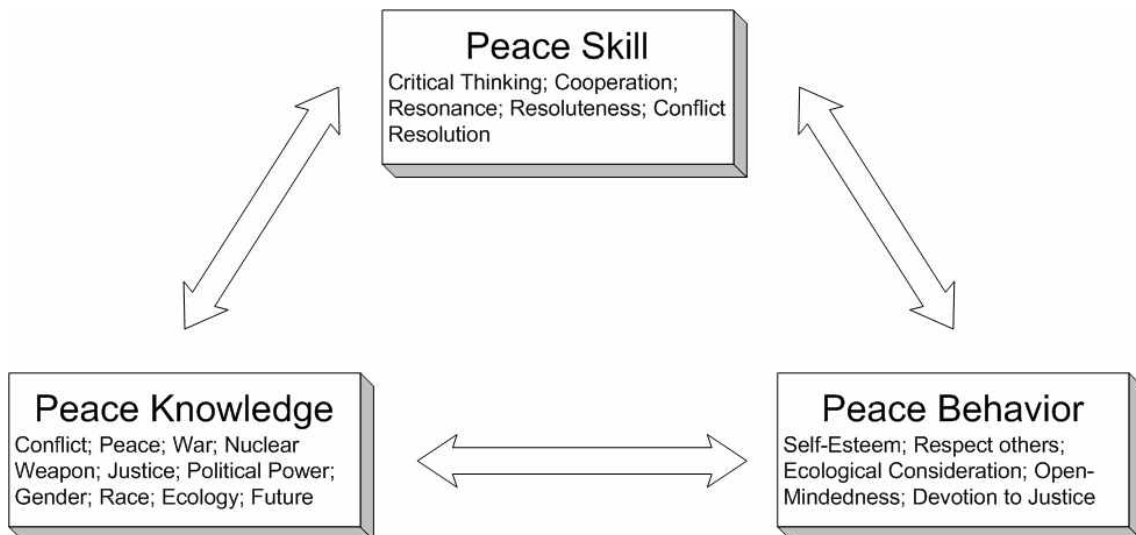 Peace Skill
Critical Thinking; Cooperation;
Resonance; Resoluteness; Conflict
Resolution
Peace Knowledge
Conflict; Peace; War; Nuclear
Weapon; Justice; Political Power;
Gender; Race; Ecology; Future
Peace Behavior
Self-Esteem; Respect others;
Ecological Consideration; Open-
Mindedness; Devotion to Justice